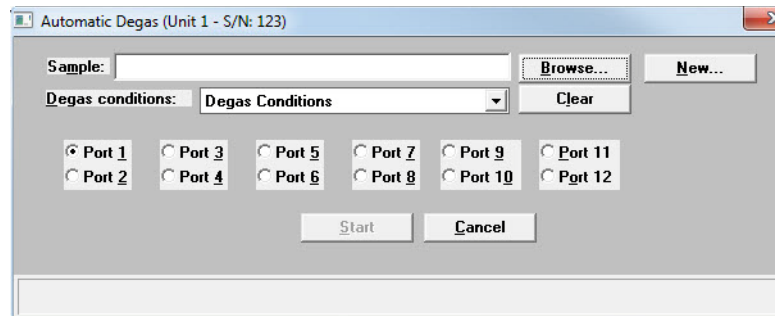 Automatic Degas (Unit 1 - S/N: 123)
Sample: Browse... New...
Degas conditions: Degas Conditions Clear
Port 1 Port 3 Port 5 Port 7 Port 9 Port 11
Port 2 Port 4 Port 6 Port 8 Port 10 Port 12
Start Cancel